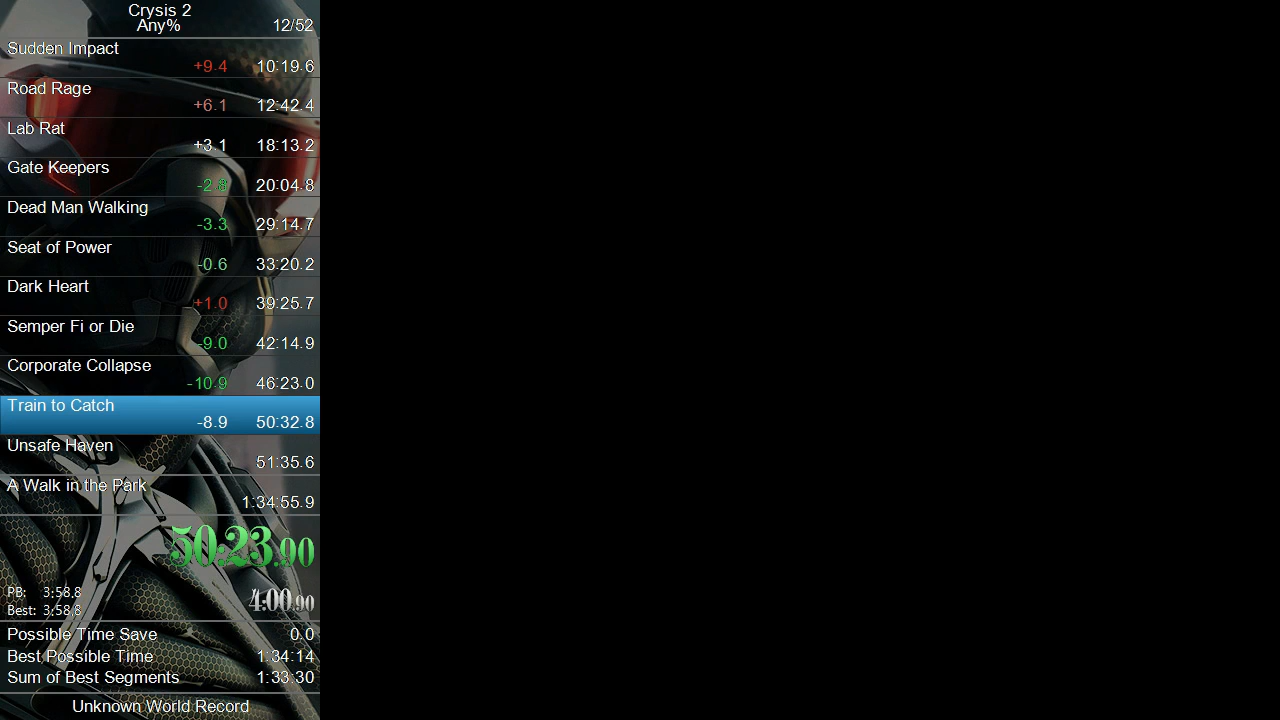 Crysis 2
Any% 12/52
Sudden Impact
+9.4 10:19.6
Road Rage
+6.1 12:42.4
Lab Rat
+3.1 18:13.2
Gate Keepers
-2.8 20:04.8
Dead Man Walking
-3.3 29:14.7
Seat of Power
-0.6 33:20.2
Dark Heart
+1.0 39:25.7
Semper Fi or Die
-9.0 42:14.9
Corporate Collapse
-10.9 46:23.0
Train to Catch
-8.9 50:32.8
Unsafe Haven
51:35.6
A Walk in the Park
1:34:55.9
50:23.90
PB: 3:58.8
Best: 3:58.8
4:00.90
Possible Time Save 0.0
Best Possible Time 1:34:14
Sum of Best Segments 1:33:30
Unknown World Record